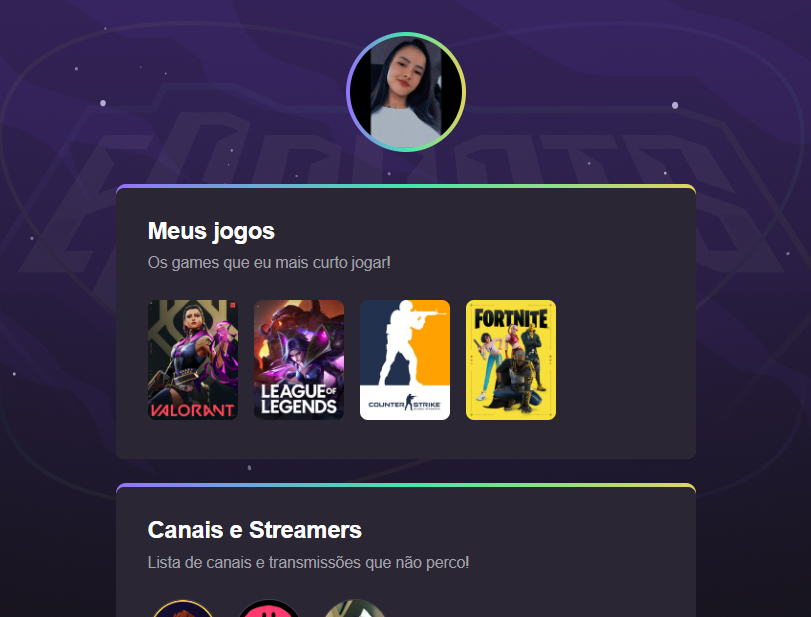 ESPORTS
Meus jogos
Os games que eu mais curto jogar!
VALORANT
LEAGUE OF
LEGENDS
COUNTER STRIKE
FORTNITE
Canais e Streamers
Lista de canais e transmissões que não perco!